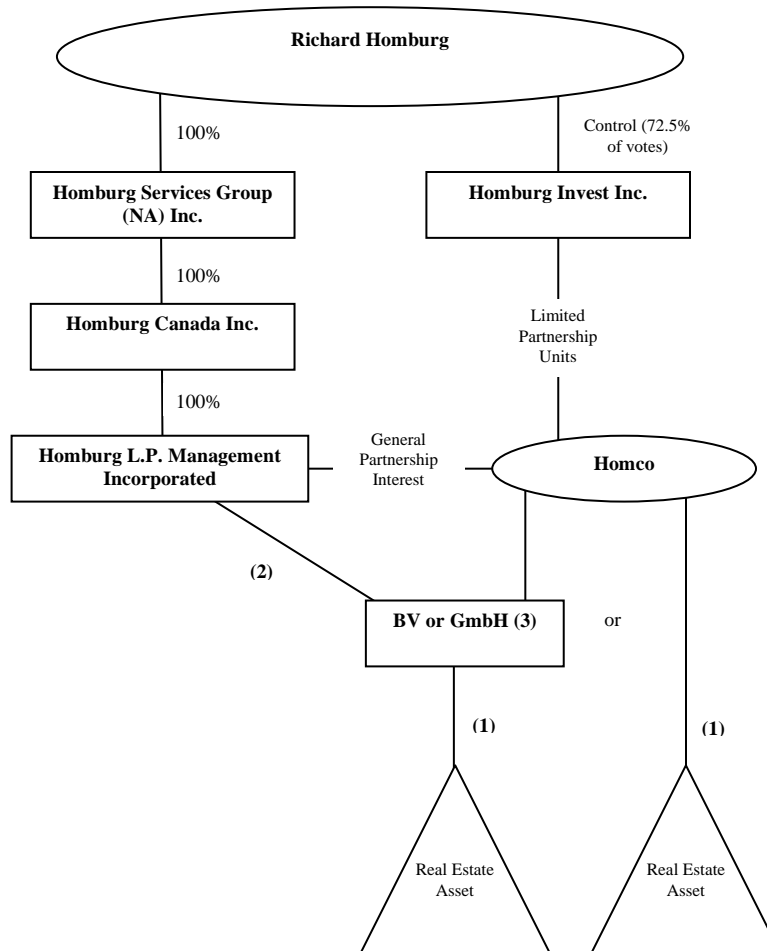 Richard Homburg
100%
Control (72.5%
of votes)
Homburg Services Group
(NA) Inc.
Homburg Invest Inc.
100%
Homburg Canada Inc.
Limited
Partnership
Units
100%
Homburg L.P. Management
Incorporated
General
Partnership
Interest
Homco
(2)
BV or GmbH (3)
or
(1)
(1)
Real Estate
Asset
Real Estate
Asset